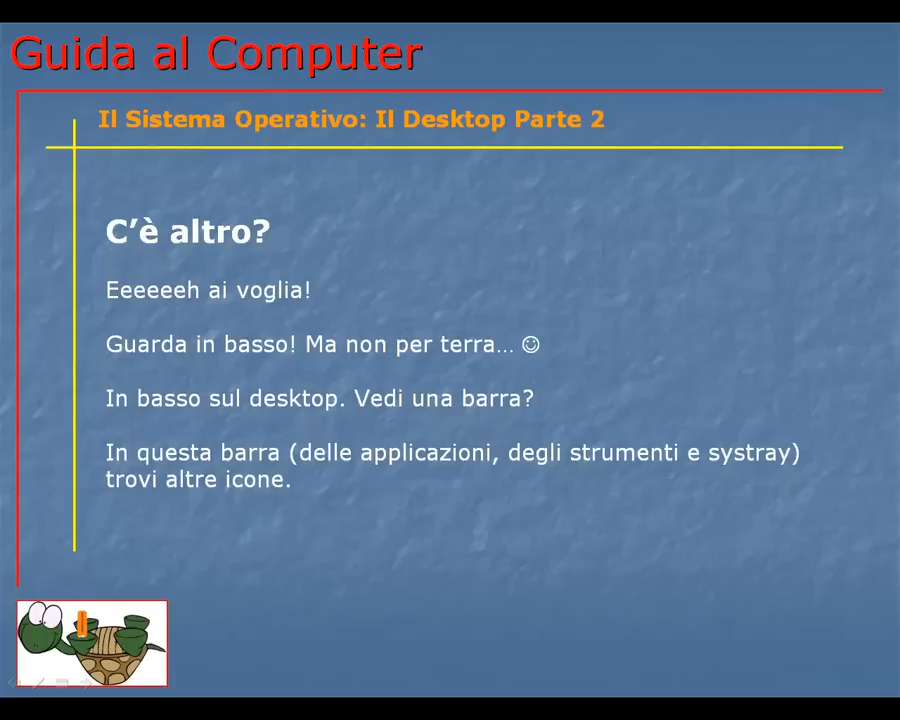 Guida al Computer
Il Sistema Operativo: Il Desktop Parte 2
C’è altro?
Eeeeeeh ai voglia!
Guarda in basso! Ma non per terra… ☺
In basso sul desktop. Vedi una barra?
In questa barra (delle applicazioni, degli strumenti e systray)
trovi altre icone.